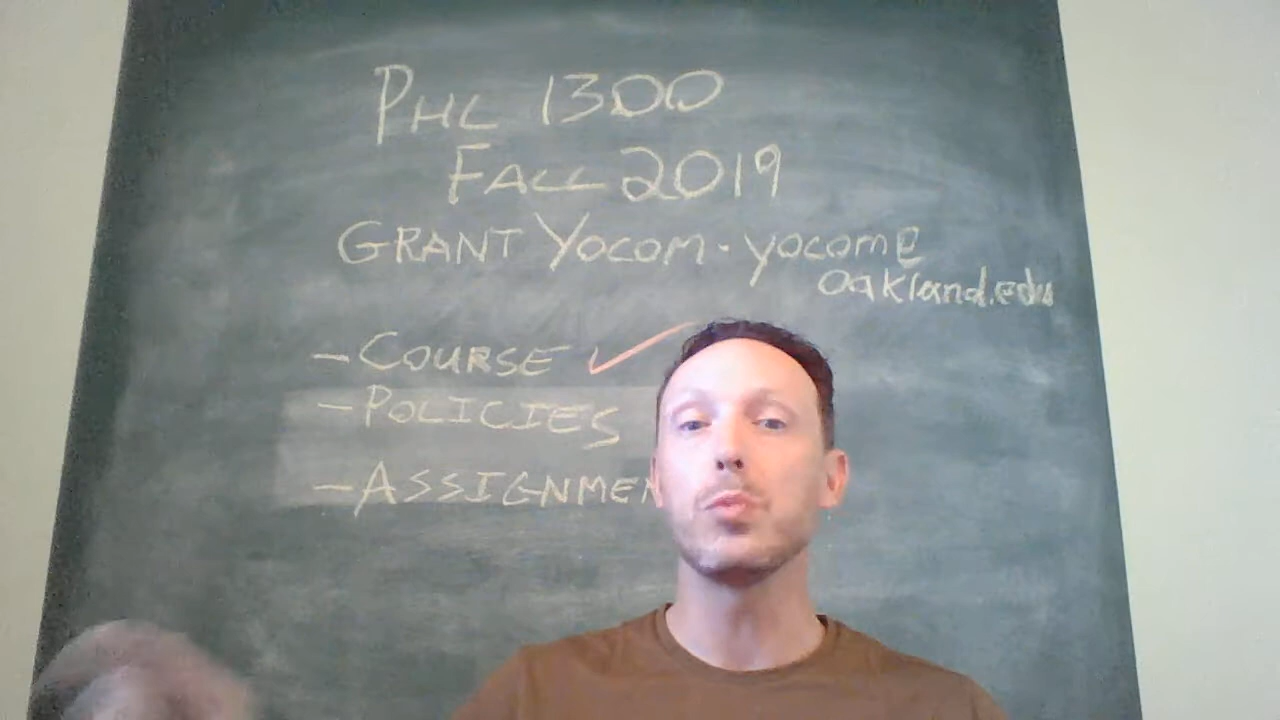 PHL 1300
FALL 2019
GRANT YOCOM · yocom@
oakland.edu
- COURSE ✓
- POLICIES
- ASSIGNMEN